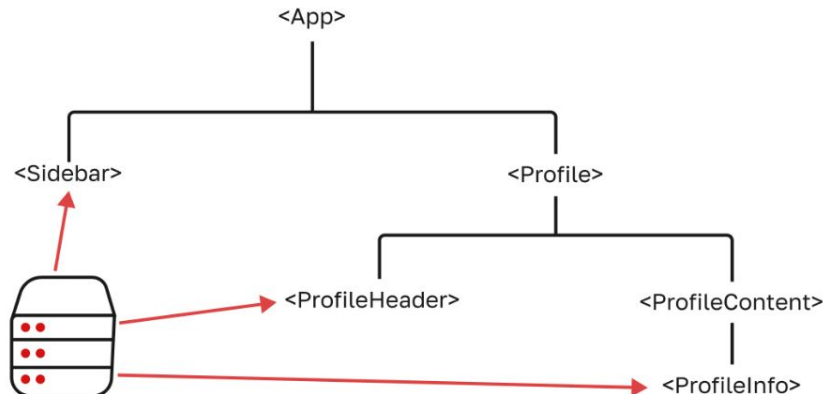 <App>
<Sidebar>
<Profile>
<ProfileHeader>
<ProfileContent>
<ProfileInfo>